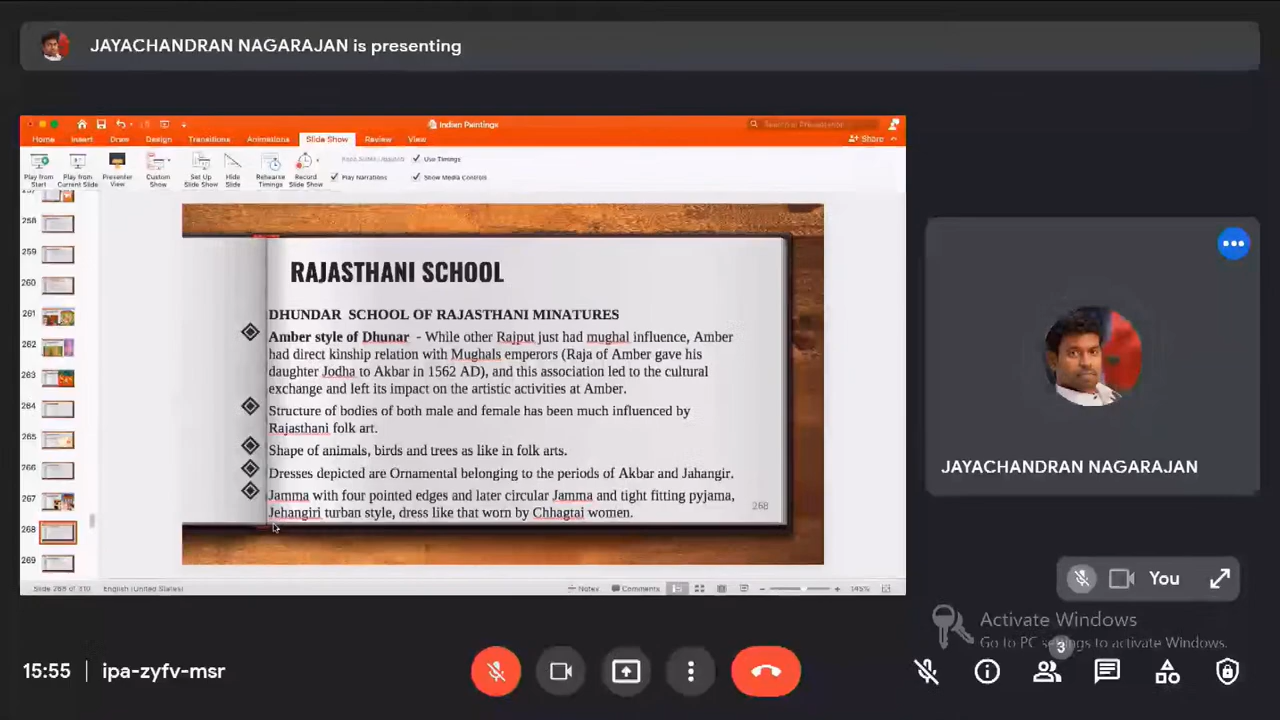 JAYACHANDRAN NAGARAJAN is presenting
Indian Paintings
Home Insert Draw Design Transitions Animations Slide Show Review View
Share
Play from Start
Play from Current Slide
Presenter View
Custom Show
Set Up Slide Show
Hide Slide
Rehearse Timings
Record Slide Show
Use Timings
Play Narrations
Show Media Controls
258
259
260
261
262
263
264
265
266
267
268
269
RAJASTHANI SCHOOL
DHUNDAR SCHOOL OF RAJASTHANI MINATURES
Amber style of Dhunar - While other Rajput just had mughal influence, Amber
had direct kinship relation with Mughals emperors (Raja of Amber gave his
daughter Jodha to Akbar in 1562 AD), and this association led to the cultural
exchange and left its impact on the artistic activities at Amber.
Structure of bodies of both male and female has been much influenced by
Rajasthani folk art.
Shape of animals, birds and trees as like in folk arts.
Dresses depicted are Ornamental belonging to the periods of Akbar and Jahangir.
Jamma with four pointed edges and later circular Jamma and tight fitting pyjama,
Jehangiri turban style, dress like that worn by Chhagtai women.
268
Slide 268 of 310 English (United States)
Notes Comments 145%
JAYACHANDRAN NAGARAJAN
You
Activate Windows
Go to PC settings to activate Windows.
15:55 | ipa-zyfv-msr
3